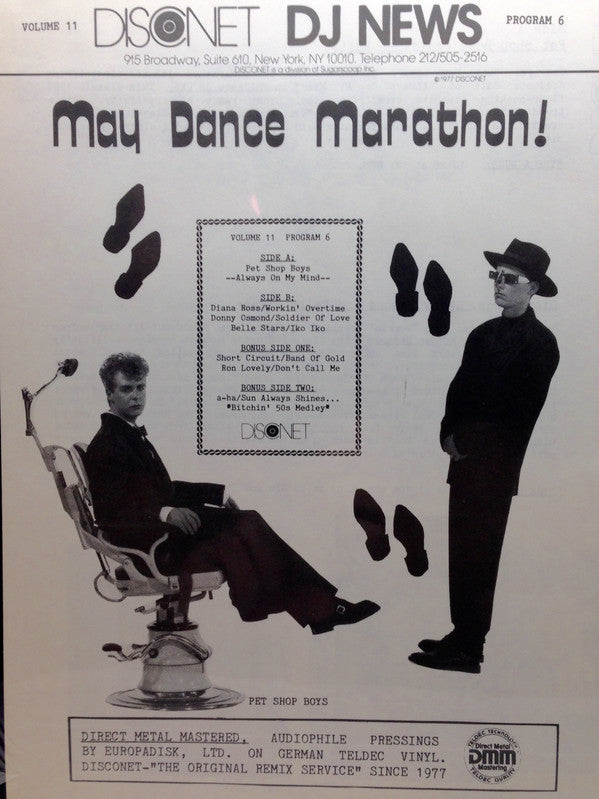 VOLUME 11 DISCONET DJ NEWS PROGRAM 6
915 Broadway, Suite 610, New York, NY 10010. Telephone 212/505-2516
DISCONET is a division of Sugarscoop Inc.
© 1977 DISCONET
May Dance Marathon!
VOLUME 11 PROGRAM 6
SIDE A:
Pet Shop Boys
--Always On My Mind--
SIDE B:
Diana Ross/Workin' Overtime
Donny Osmond/Soldier Of Love
Belle Stars/Iko Iko
BONUS SIDE ONE:
Short Circuit/Band Of Gold
Ron Lovely/Don't Call Me
BONUS SIDE TWO:
a-ha/Sun Always Shines...
"Bitchin' 50s Medley"
DISCONET
PET SHOP BOYS
DIRECT METAL MASTERED, AUDIOPHILE PRESSINGS
BY EUROPADISK, LTD. ON GERMAN TELDEC VINYL.
DISCONET-"THE ORIGINAL REMIX SERVICE" SINCE 1977
TELDEC TECHNOLOGY
Direct Metal
DMM
Mastering
TELDEC QUALITY